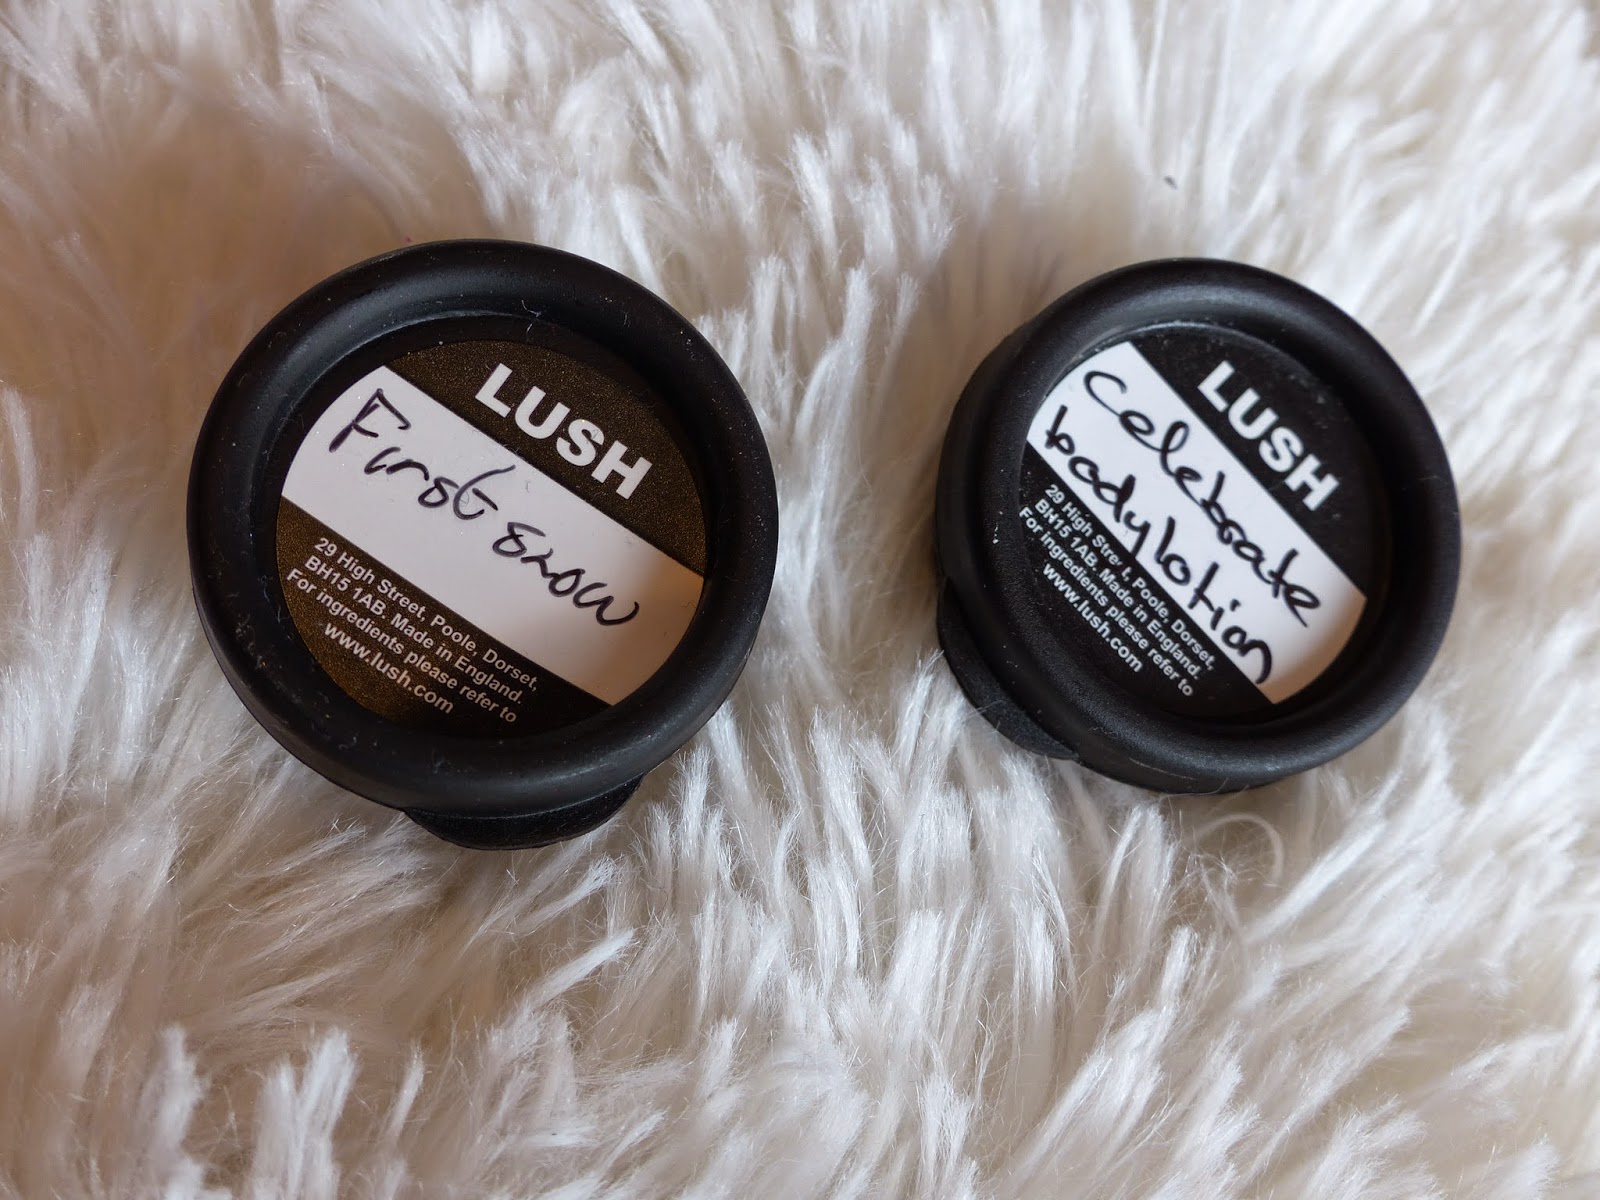 LUSH
First snow
29 High Street, Poole, Dorset,
BH15 1AB. Made in England.
For ingredients please refer to
www.lush.com
LUSH
celebrate
bodylotion
29 High Street, Poole, Dorset,
BH15 1AB. Made in England.
For ingredients please refer to
www.lush.com